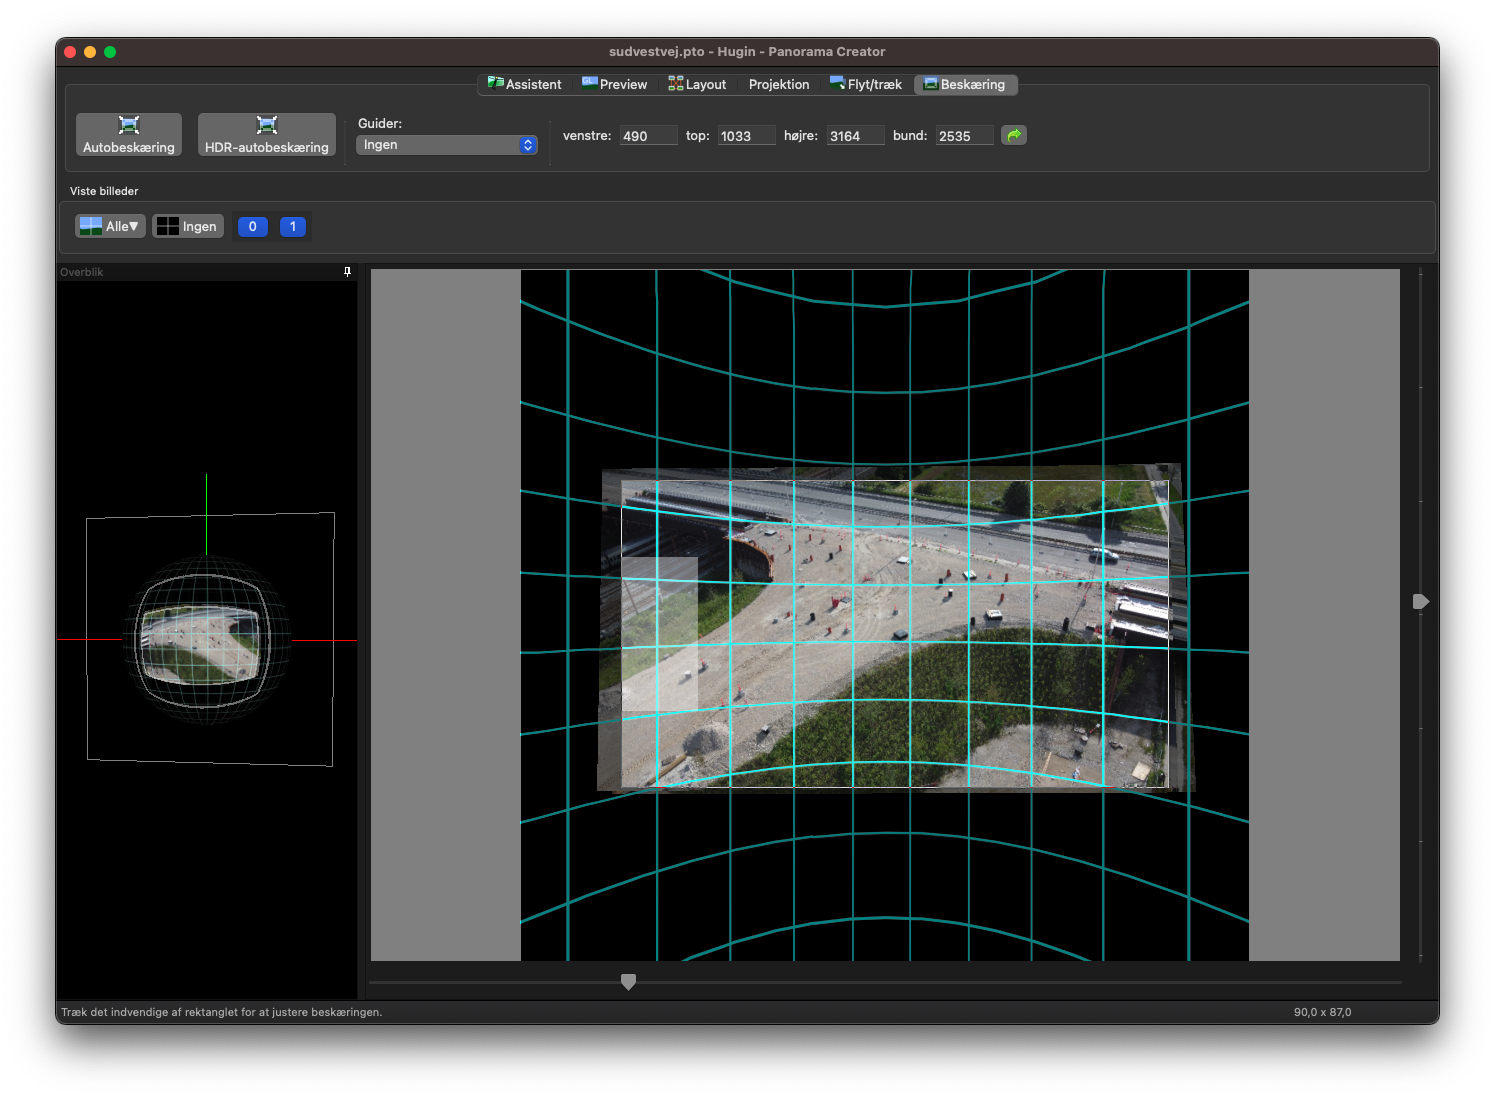 sudvestvej.pto - Hugin - Panorama Creator
Assistent GL Preview Layout Projektion Flyt/træk Beskæring
Autobeskæring HDR-autobeskæring Guider: Ingen venstre: 490 top: 1033 højre: 3164 bund: 2535
Viste billeder
Alle▼ Ingen 0 1
Overblik
Træk det indvendige af rektanglet for at justere beskæringen. 90,0 x 87,0